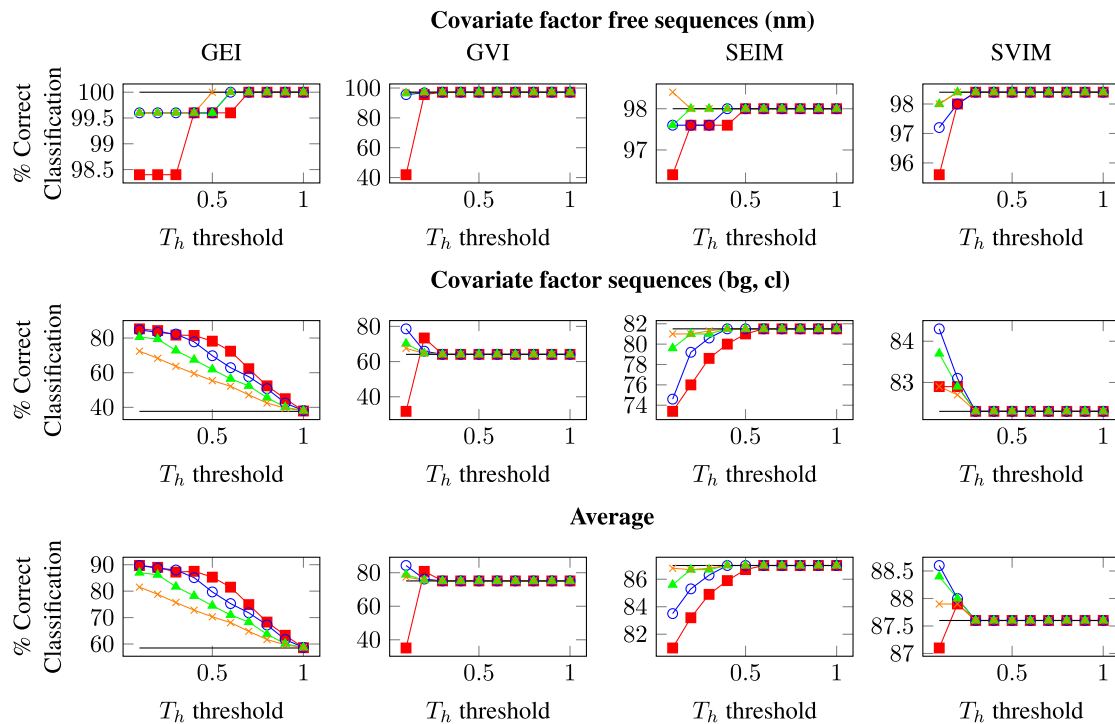 Covariate factor free sequences (nm)
GEI GVI SEIM SVIM
% Correct
Classification
100
99.5
99
98.5
0.5 1
T_h threshold
100
80
60
40
0.5 1
T_h threshold
98
97
0.5 1
T_h threshold
98
97
96
0.5 1
T_h threshold
Covariate factor sequences (bg, cl)
% Correct
Classification
80
60
40
0.5 1
T_h threshold
80
60
40
0.5 1
T_h threshold
82
80
78
76
74
0.5 1
T_h threshold
84
83
0.5 1
T_h threshold
Average
% Correct
Classification
90
80
70
60
0.5 1
T_h threshold
80
60
40
0.5 1
T_h threshold
86
84
82
0.5 1
T_h threshold
88.5
88
87.5
87
0.5 1
T_h threshold